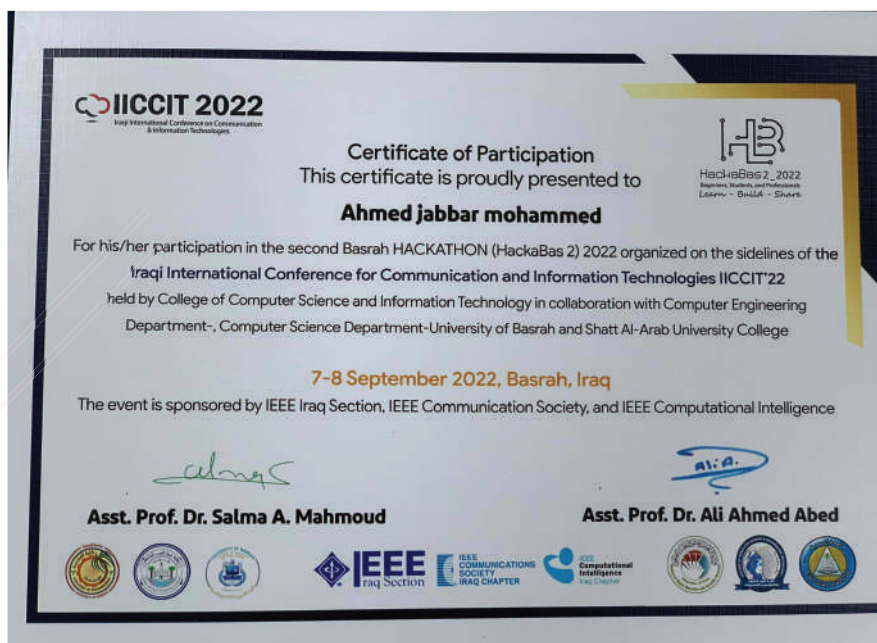 IICCIT 2022
Iraqi International Conference on Communication
& Information Technologies
HB
HackaBas2_2022
Beginners, Students, and Professionals
Learn - Build - Share
Certificate of Participation
This certificate is proudly presented to
Ahmed jabbar mohammed
For his/her participation in the second Basrah HACKATHON (HackaBas 2) 2022 organized on the sidelines of the
Iraqi International Conference for Communication and Information Technologies IICCIT'22
held by College of Computer Science and Information Technology in collaboration with Computer Engineering
Department-, Computer Science Department-University of Basrah and Shatt Al-Arab University College
7-8 September 2022, Basrah, Iraq
The event is sponsored by IEEE Iraq Section, IEEE Communication Society, and IEEE Computational Intelligence
Ali A.
Asst. Prof. Dr. Salma A. Mahmoud
Asst. Prof. Dr. Ali Ahmed Abed
IEEE
Iraq Section
IEEE
COMMUNICATIONS
SOCIETY
IRAQ CHAPTER
IEEE
Computational
Intelligence
Iraq Chapter